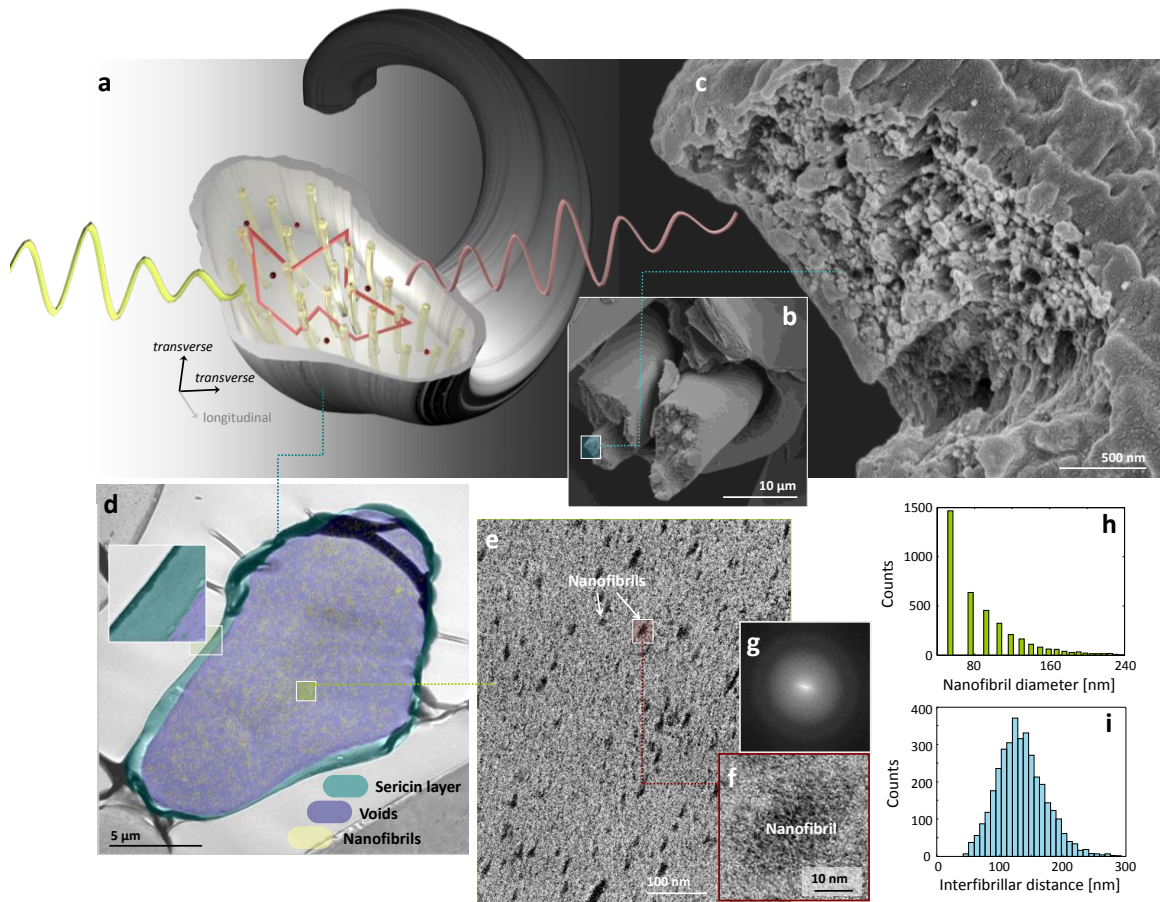 a
transverse
transverse
longitudinal
c
500 nm
b
10 µm
d
Sericin layer
Voids
Nanofibrils
5 µm
e
Nanofibrils
100 nm
g
f
Nanofibril
10 nm
h
Counts
1500
1000
500
0
80
160
240
Nanofibril diameter [nm]
i
Counts
400
300
200
100
0
0
100
200
300
Interfibrillar distance [nm]